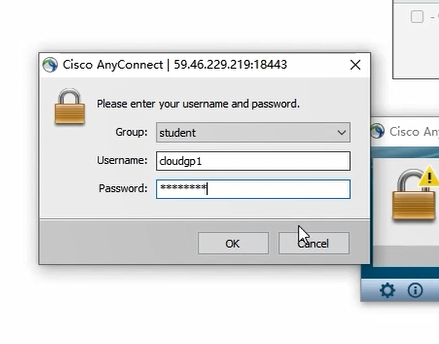 Cisco AnyConnect | 59.46.229.219:18443
Please enter your username and password.
Group: student
Username: cloudgp1
Password: ********
OK Cancel
Cisco An